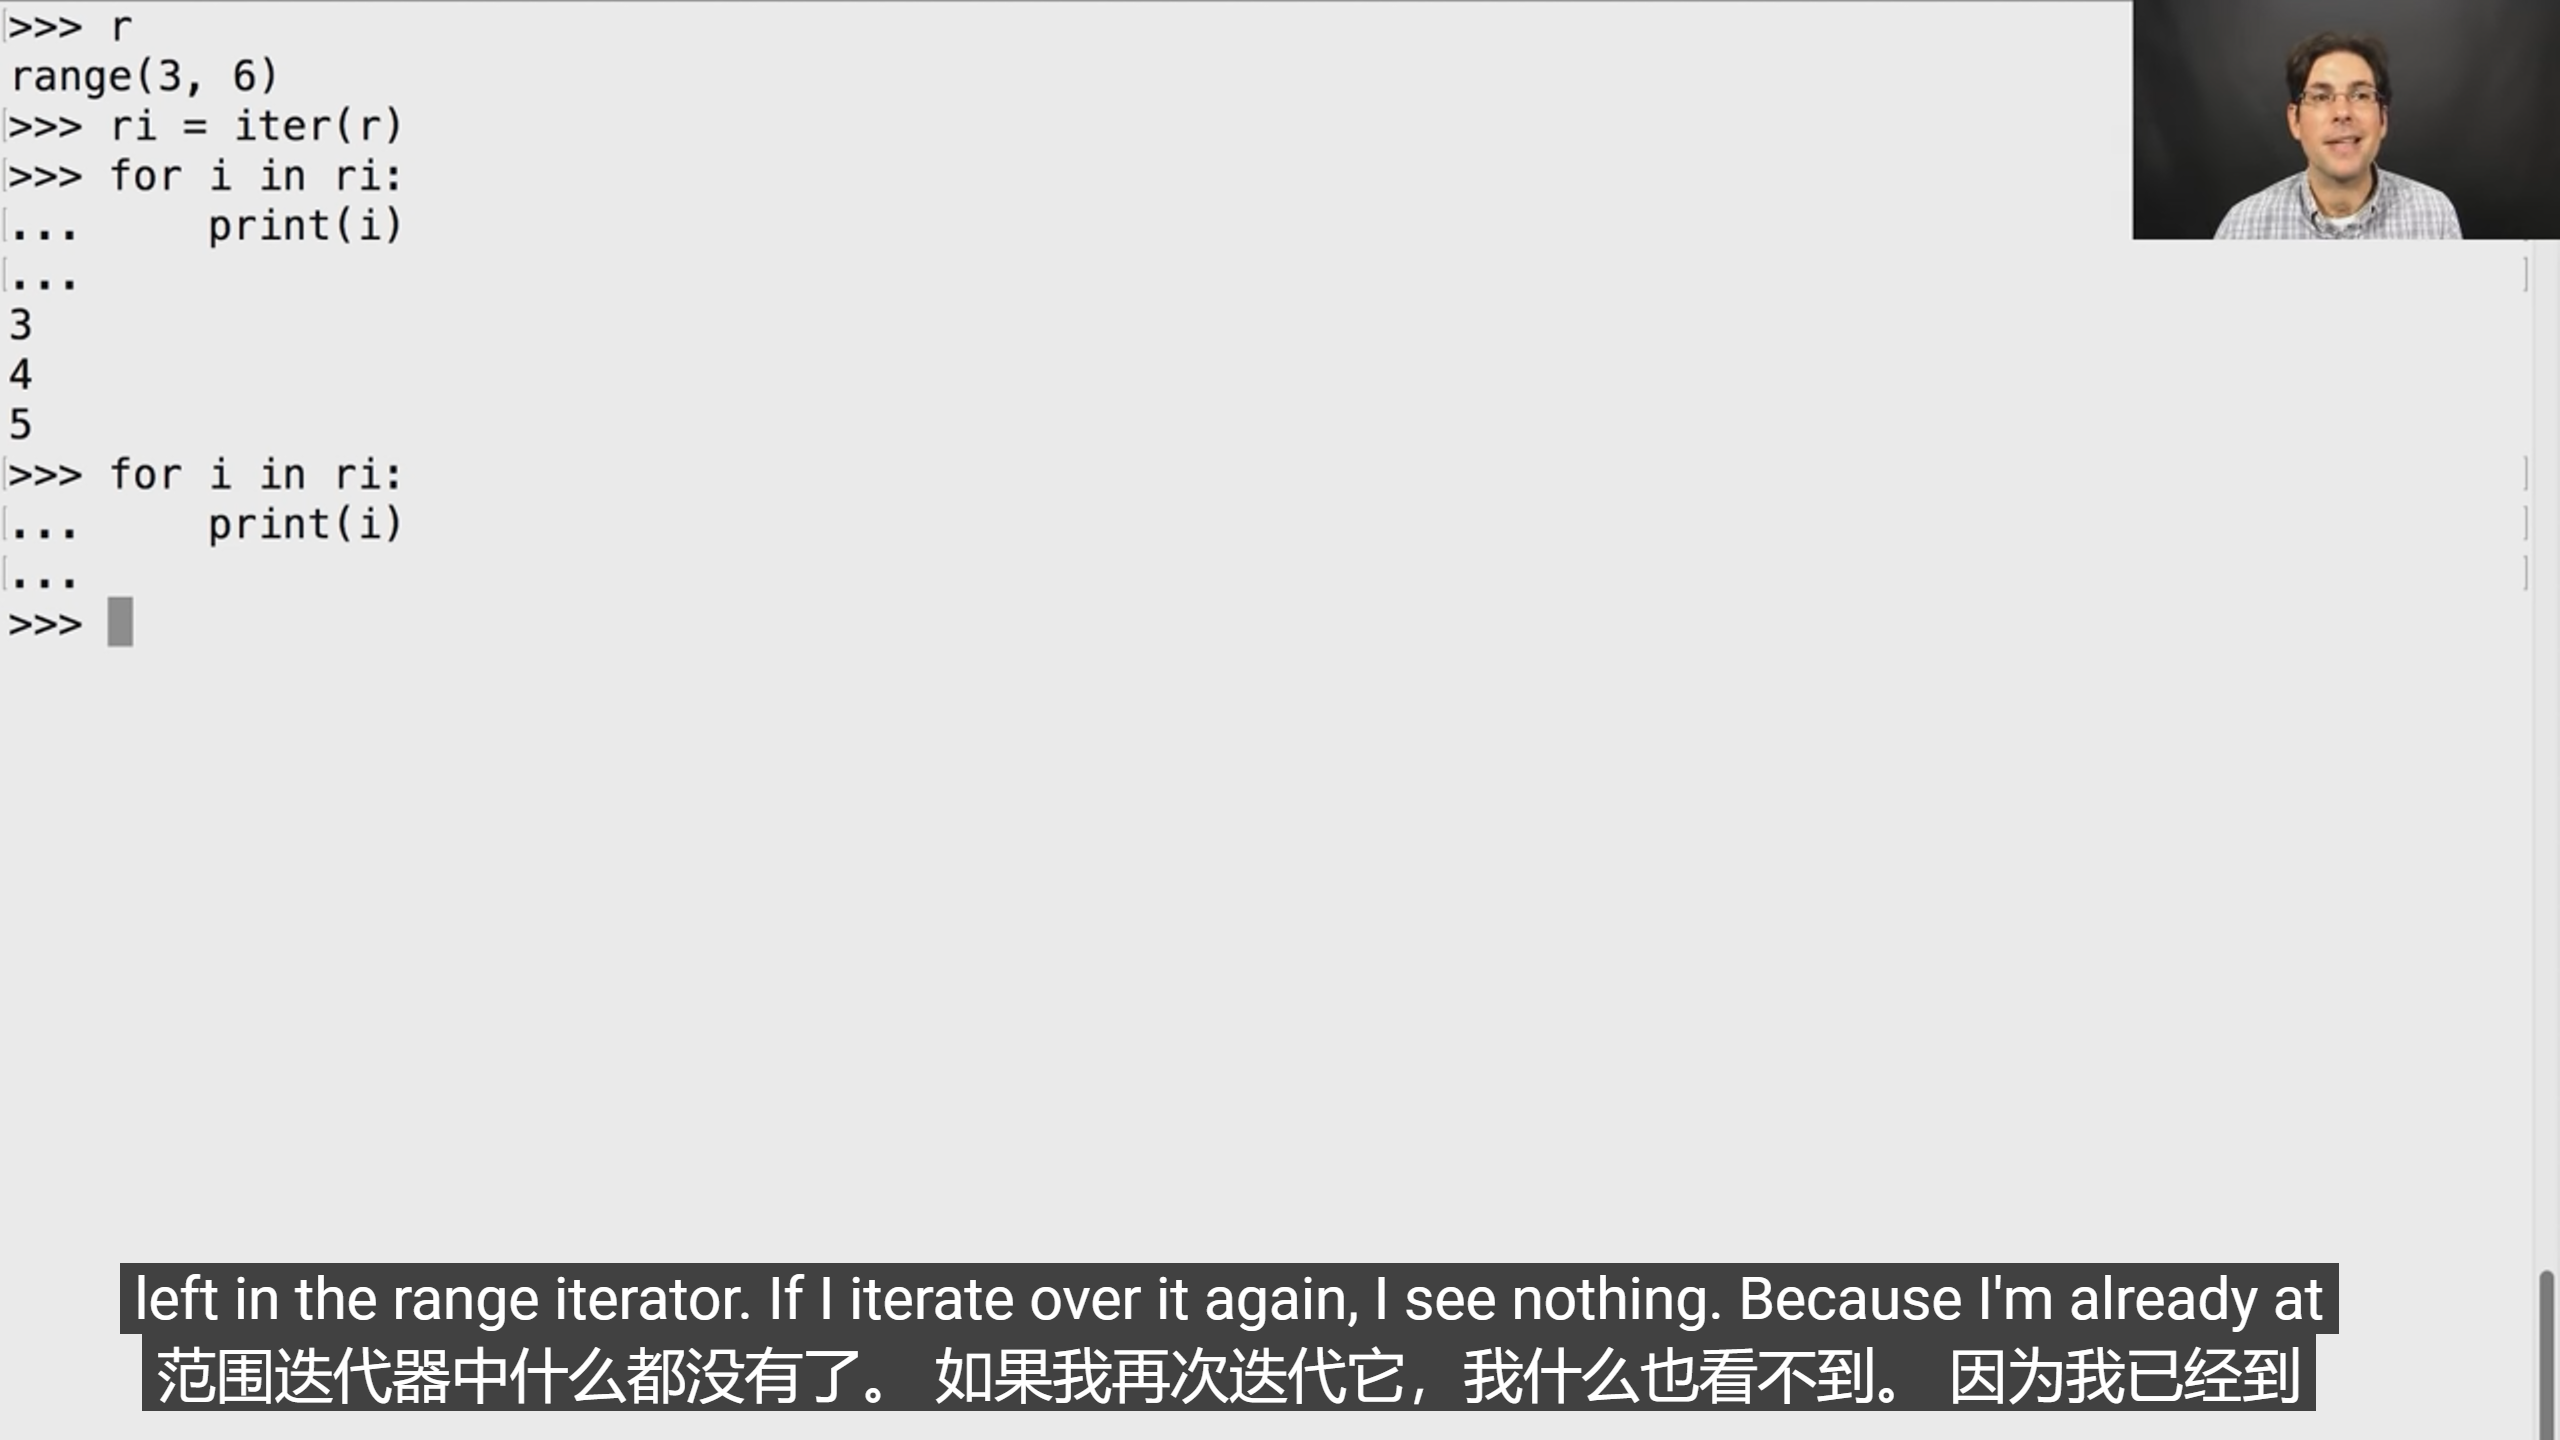 >>> r
range(3, 6)
>>> ri = iter(r)
>>> for i in ri:
...     print(i)
...
3
4
5
>>> for i in ri:
...     print(i)
...
>>>
left in the range iterator. If I iterate over it again, I see nothing. Because I'm already at
范围迭代器中什么都没有了。 如果我再次迭代它，我什么也看不到。 因为我已经到